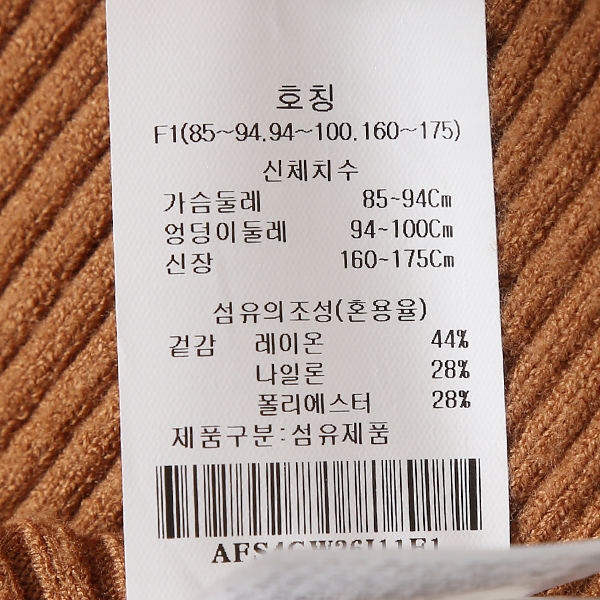 호칭
F1(85~94.94~100.160~175)
신체치수
가슴둘레 85~94Cm
엉덩이둘레 94~100Cm
신장 160~175Cm
섬유의조성(혼용율)
겉감 레이온 44%
나일론 28%
폴리에스터 28%
제품구분:섬유제품